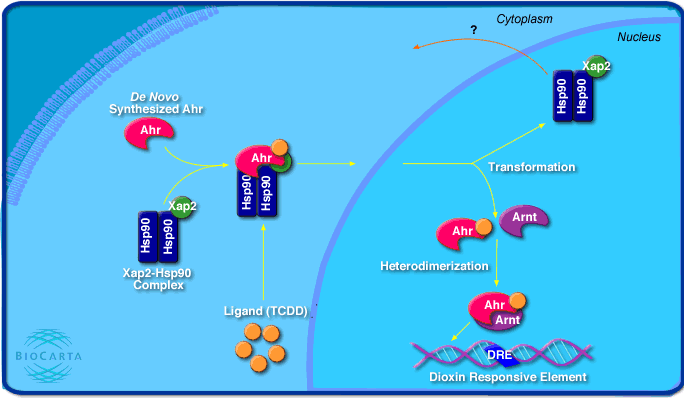 Cytoplasm
?
Nucleus
Xap2
Hsp90
Hsp90
De Novo
Synthesized Ahr
Ahr
Ahr
Hsp90
Hsp90
Transformation
Xap2
Hsp90
Hsp90
Arnt
Ahr
Xap2-Hsp90
Complex
Heterodimerization
Ligand (TCDD)
Ahr
Arnt
DRE
Dioxin Responsive Element
BIOCARTA